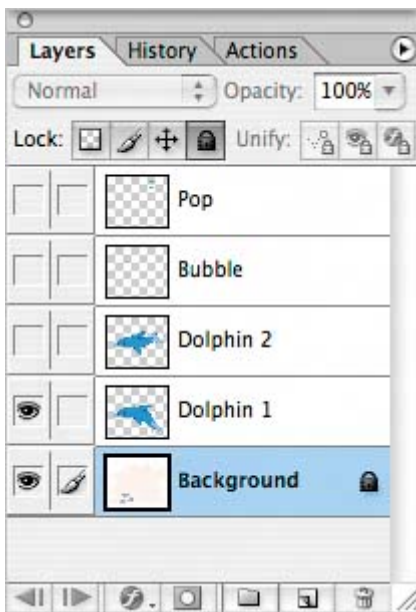 Layers History Actions
Normal Opacity: 100%
Lock: Unify:
Pop
Bubble
Dolphin 2
Dolphin 1
Background